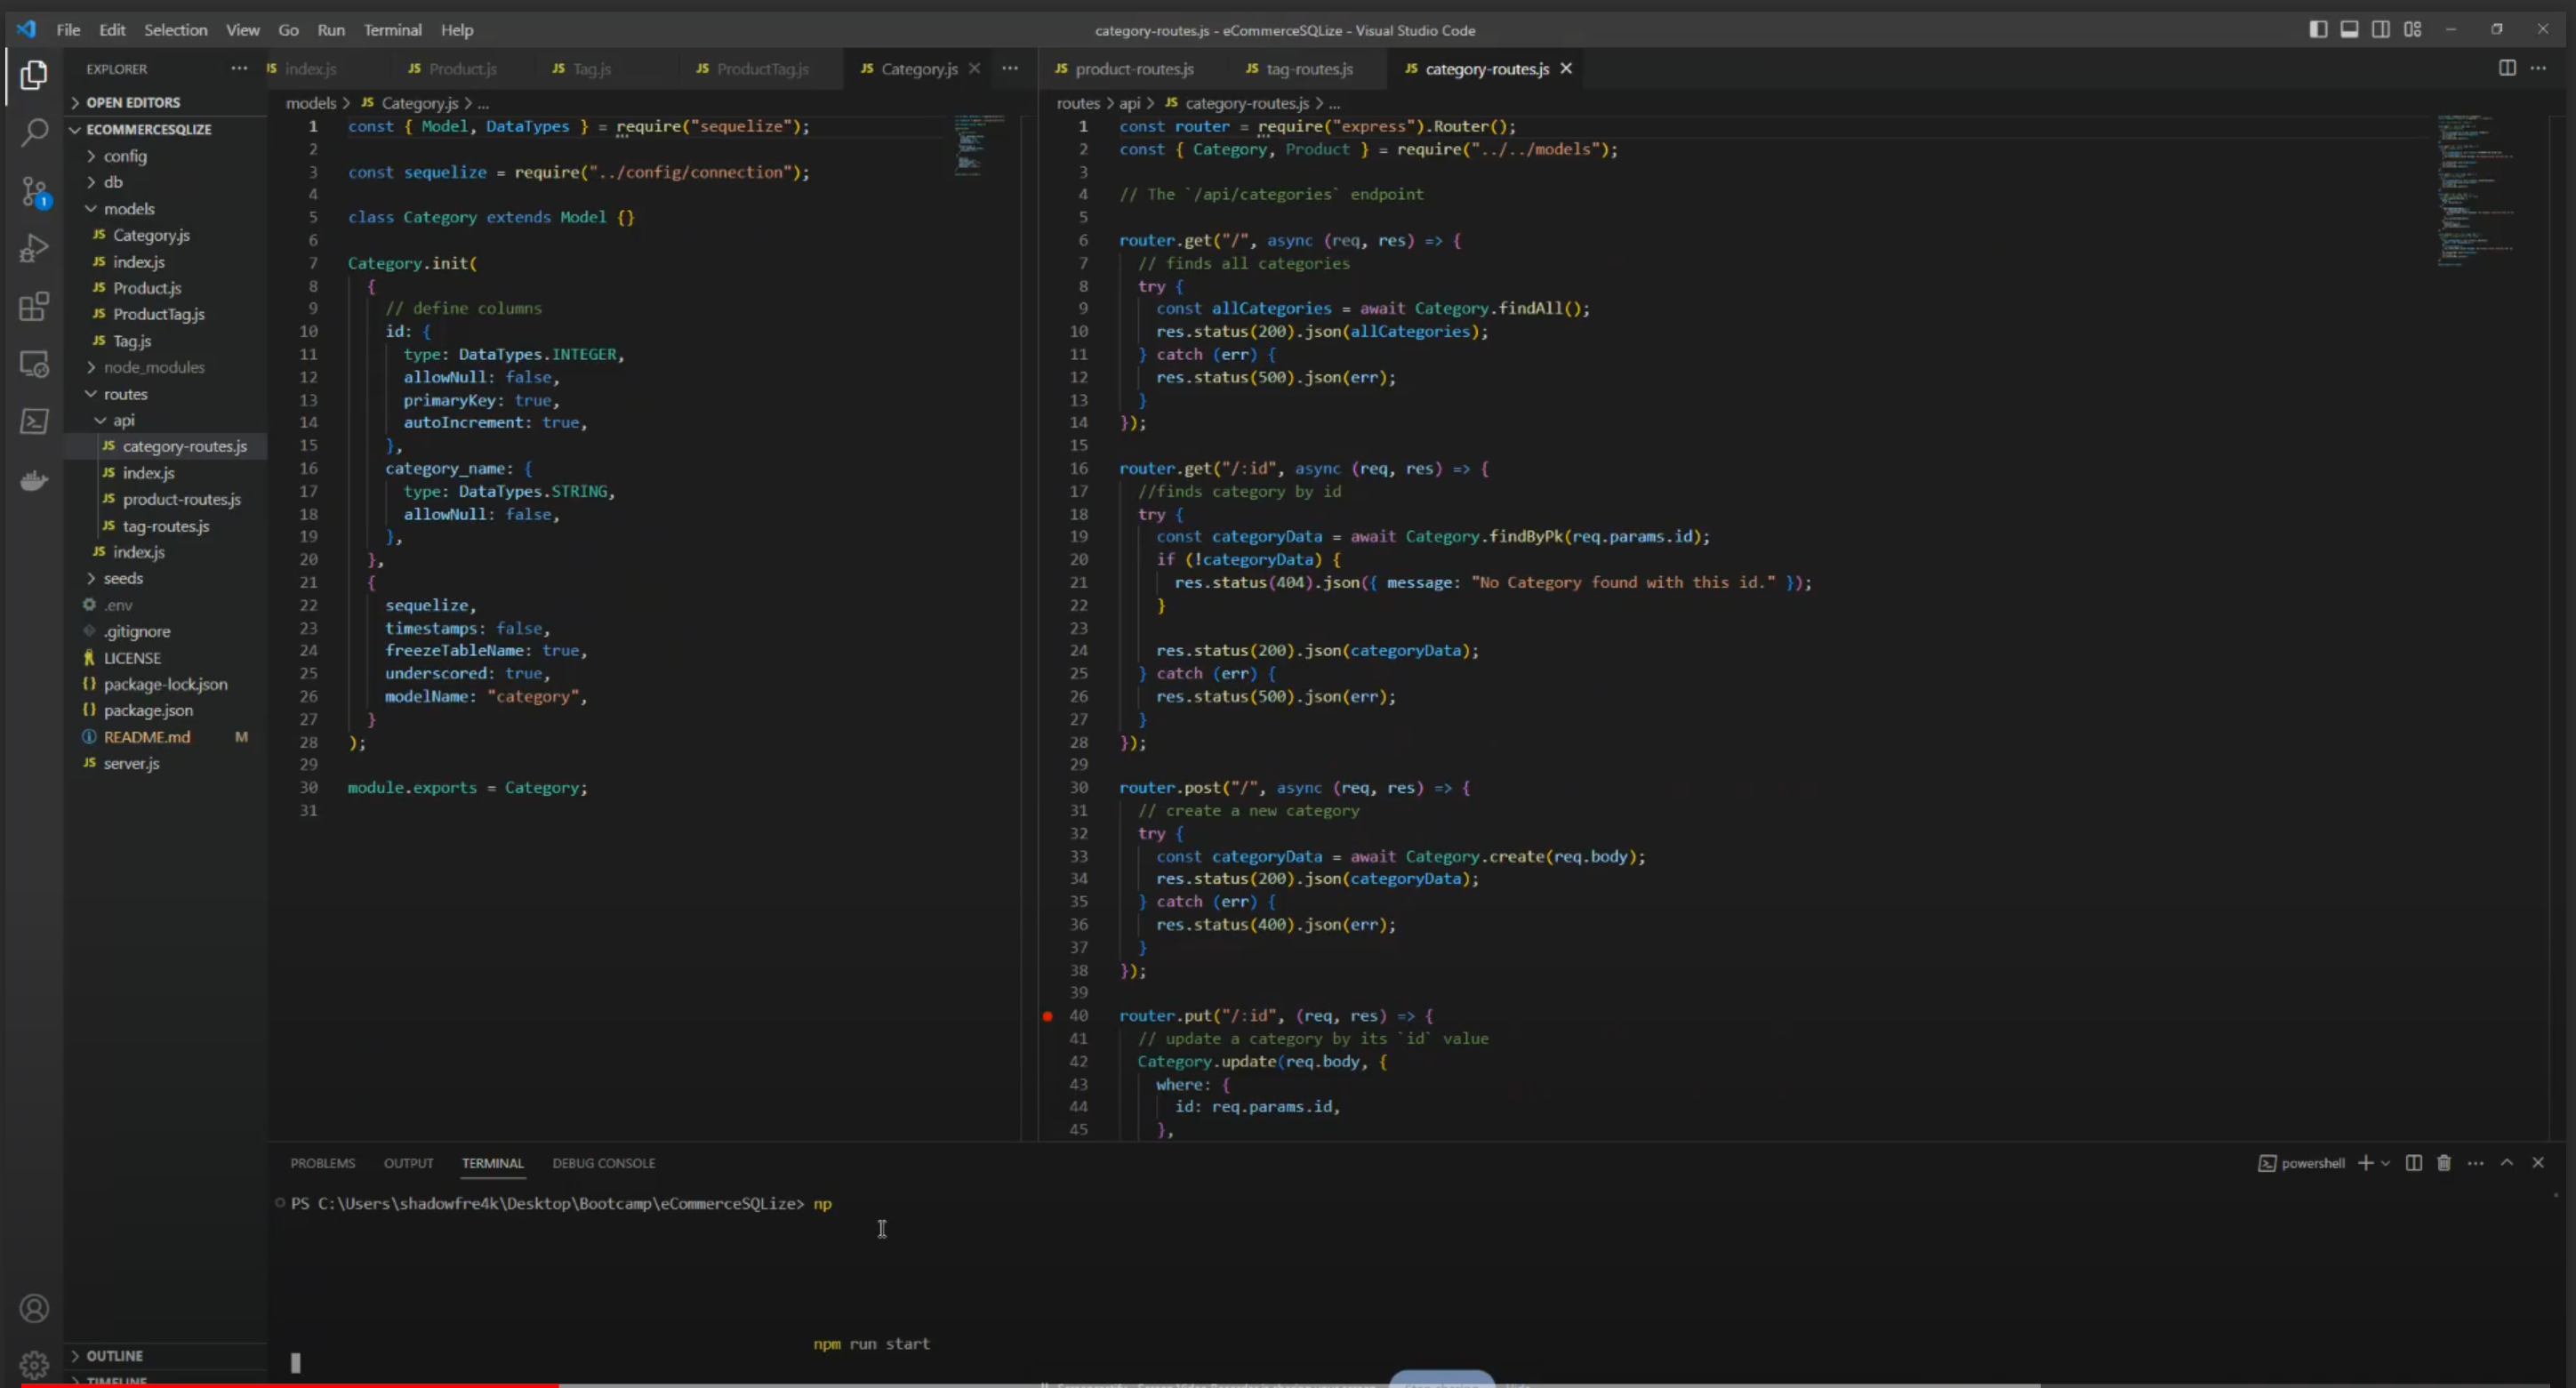 File Edit Selection View Go Run Terminal Help
category-routes.js - eCommerceSQLize - Visual Studio Code
EXPLORER
OPEN EDITORS
ECOMMERCESQLIZE
config
db
models
JS Category.js
JS index.js
JS Product.js
JS ProductTag.js
JS Tag.js
node_modules
routes
api
JS category-routes.js
JS index.js
JS product-routes.js
JS tag-routes.js
JS index.js
seeds
.env
.gitignore
LICENSE
{} package-lock.json
{} package.json
README.md M
JS server.js
OUTLINE
TIMELINE
1
JS index.js JS Product.js JS Tag.js JS ProductTag.js JS Category.js
models > JS Category.js > ...
1 const { Model, DataTypes } = require("sequelize");
2
3 const sequelize = require("../config/connection");
4
5 class Category extends Model {}
6
7 Category.init(
8 {
9 // define columns
10 id: {
11 type: DataTypes.INTEGER,
12 allowNull: false,
13 primaryKey: true,
14 autoIncrement: true,
15 },
16 category_name: {
17 type: DataTypes.STRING,
18 allowNull: false,
19 },
20 },
21 {
22 sequelize,
23 timestamps: false,
24 freezeTableName: true,
25 underscored: true,
26 modelName: "category",
27 }
28 );
29
30 module.exports = Category;
31
JS product-routes.js JS tag-routes.js JS category-routes.js
routes > api > JS category-routes.js > ...
1 const router = require("express").Router();
2 const { Category, Product } = require("../../models");
3
4 // The `/api/categories` endpoint
5
6 router.get("/", async (req, res) => {
7 // finds all categories
8 try {
9 const allCategories = await Category.findAll();
10 res.status(200).json(allCategories);
11 } catch (err) {
12 res.status(500).json(err);
13 }
14 });
15
16 router.get("/:id", async (req, res) => {
17 //finds category by id
18 try {
19 const categoryData = await Category.findByPk(req.params.id);
20 if (!categoryData) {
21 res.status(404).json({ message: "No Category found with this id." });
22 }
23
24 res.status(200).json(categoryData);
25 } catch (err) {
26 res.status(500).json(err);
27 }
28 });
29
30 router.post("/", async (req, res) => {
31 // create a new category
32 try {
33 const categoryData = await Category.create(req.body);
34 res.status(200).json(categoryData);
35 } catch (err) {
36 res.status(400).json(err);
37 }
38 });
39
40 router.put("/:id", (req, res) => {
41 // update a category by its `id` value
42 Category.update(req.body, {
43 where: {
44 id: req.params.id,
45 },
PROBLEMS OUTPUT TERMINAL DEBUG CONSOLE
powershell
PS C:\Users\shadowfre4k\Desktop\Bootcamp\eCommerceSQLize> np
npm run start